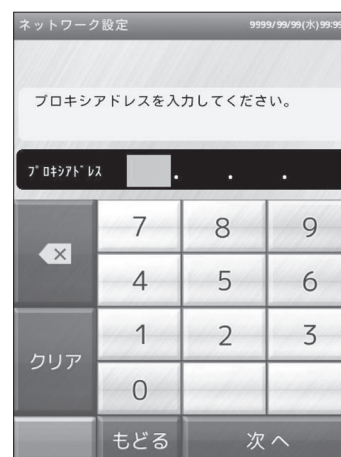 ネットワーク設定 9999/99/99(水)99:99
プロキシアドレスを入力してください。
ﾌﾟﾛｷｼｱﾄﾞﾚｽ . . .
7 8 9
4 5 6
クリア 1 2 3
0
もどる 次へ